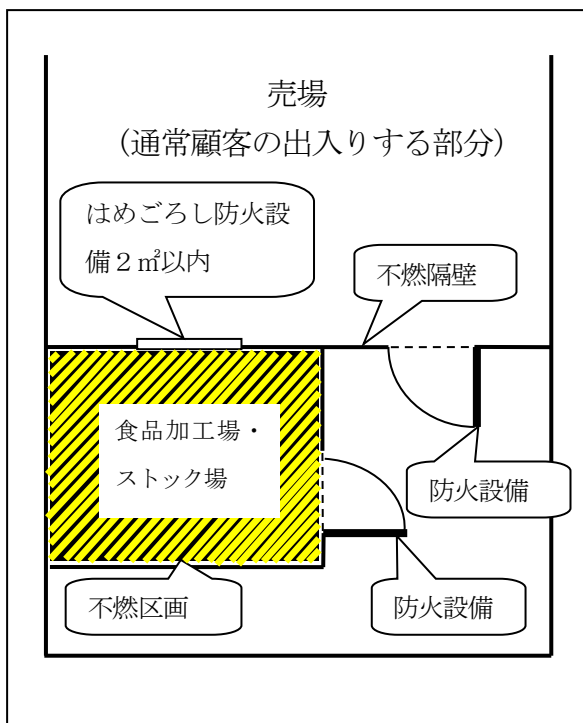 売場
（通常顧客の出入りする部分）
はめごろし防火設
備２㎡以内
不燃隔壁
食品加工場・
ストック場
防火設備
不燃区画
防火設備